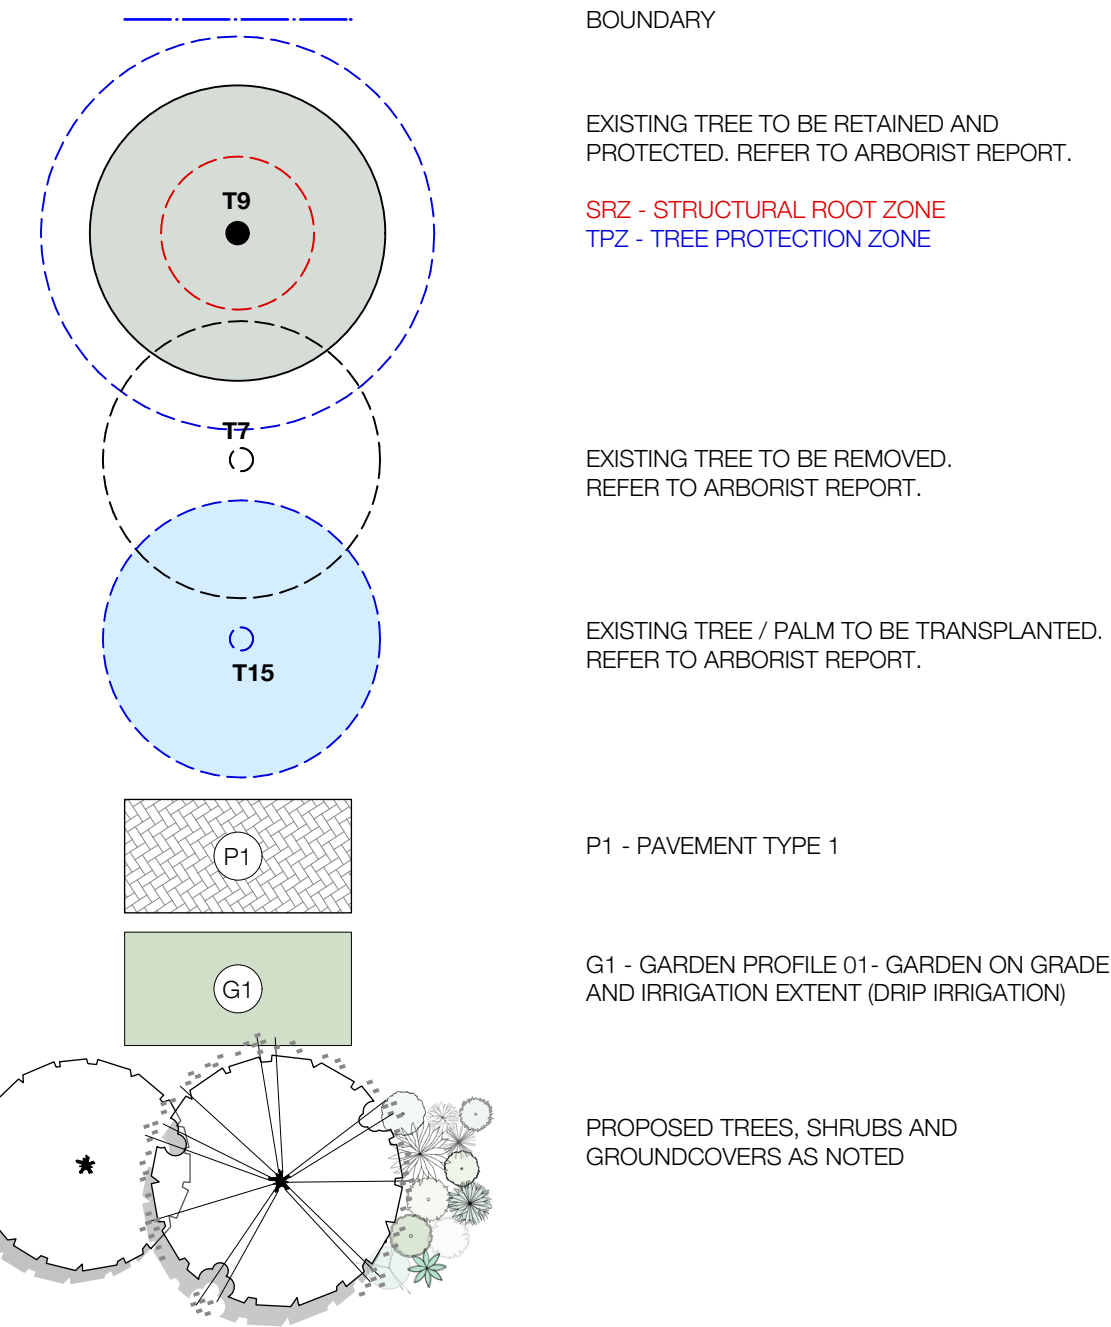 BOUNDARY
EXISTING TREE TO BE RETAINED AND
PROTECTED. REFER TO ARBORIST REPORT.
T9
SRZ - STRUCTURAL ROOT ZONE
TPZ - TREE PROTECTION ZONE
T7
EXISTING TREE TO BE REMOVED.
REFER TO ARBORIST REPORT.
EXISTING TREE / PALM TO BE TRANSPLANTED.
REFER TO ARBORIST REPORT.
T15
P1
P1 - PAVEMENT TYPE 1
G1
G1 - GARDEN PROFILE 01- GARDEN ON GRADE
AND IRRIGATION EXTENT (DRIP IRRIGATION)
PROPOSED TREES, SHRUBS AND
GROUNDCOVERS AS NOTED